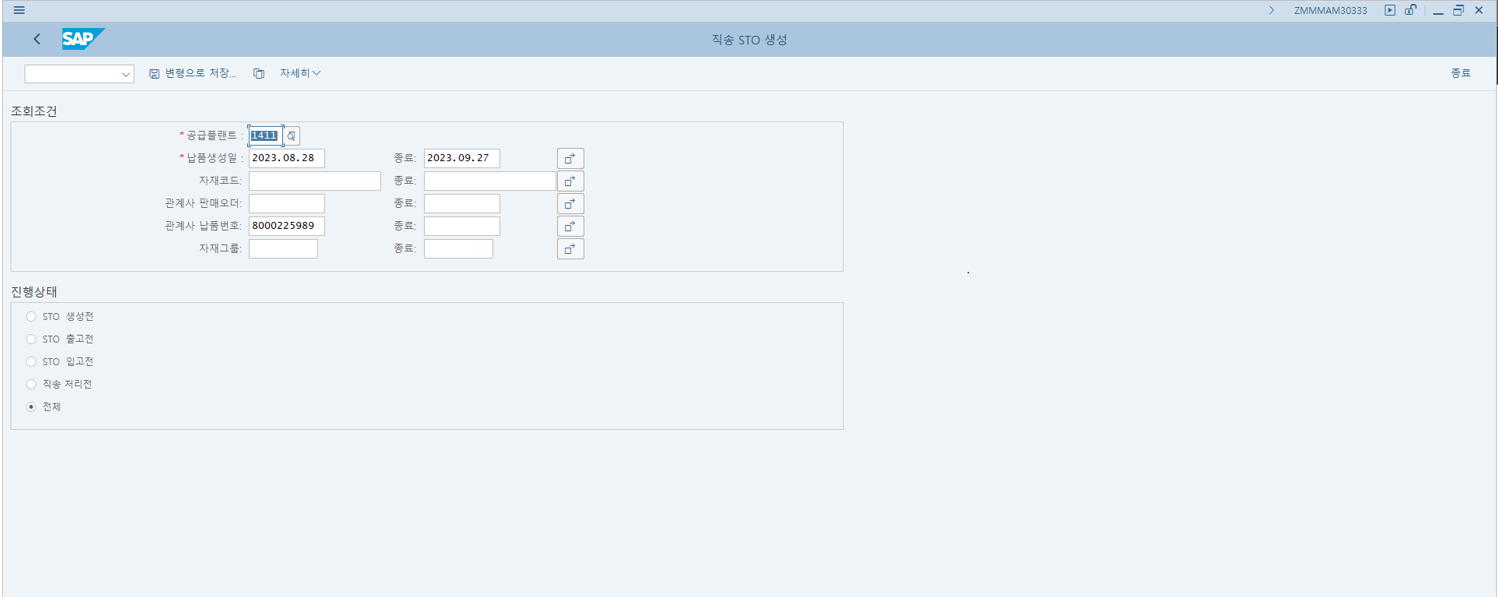 ZMMMAM30333
SAP 직송 STO 생성
변형으로 저장... 자세히 종료
조회조건
* 공급플랜트 : 1411
* 납품생성일 : 2023.08.28 종료: 2023.09.27
자재코드: 종료:
관계사 판매오더: 종료:
관계사 납품번호: 8000225989 종료:
자재그룹: 종료:
진행상태
STO 생성전
STO 출고전
STO 입고전
직송 처리전
전체